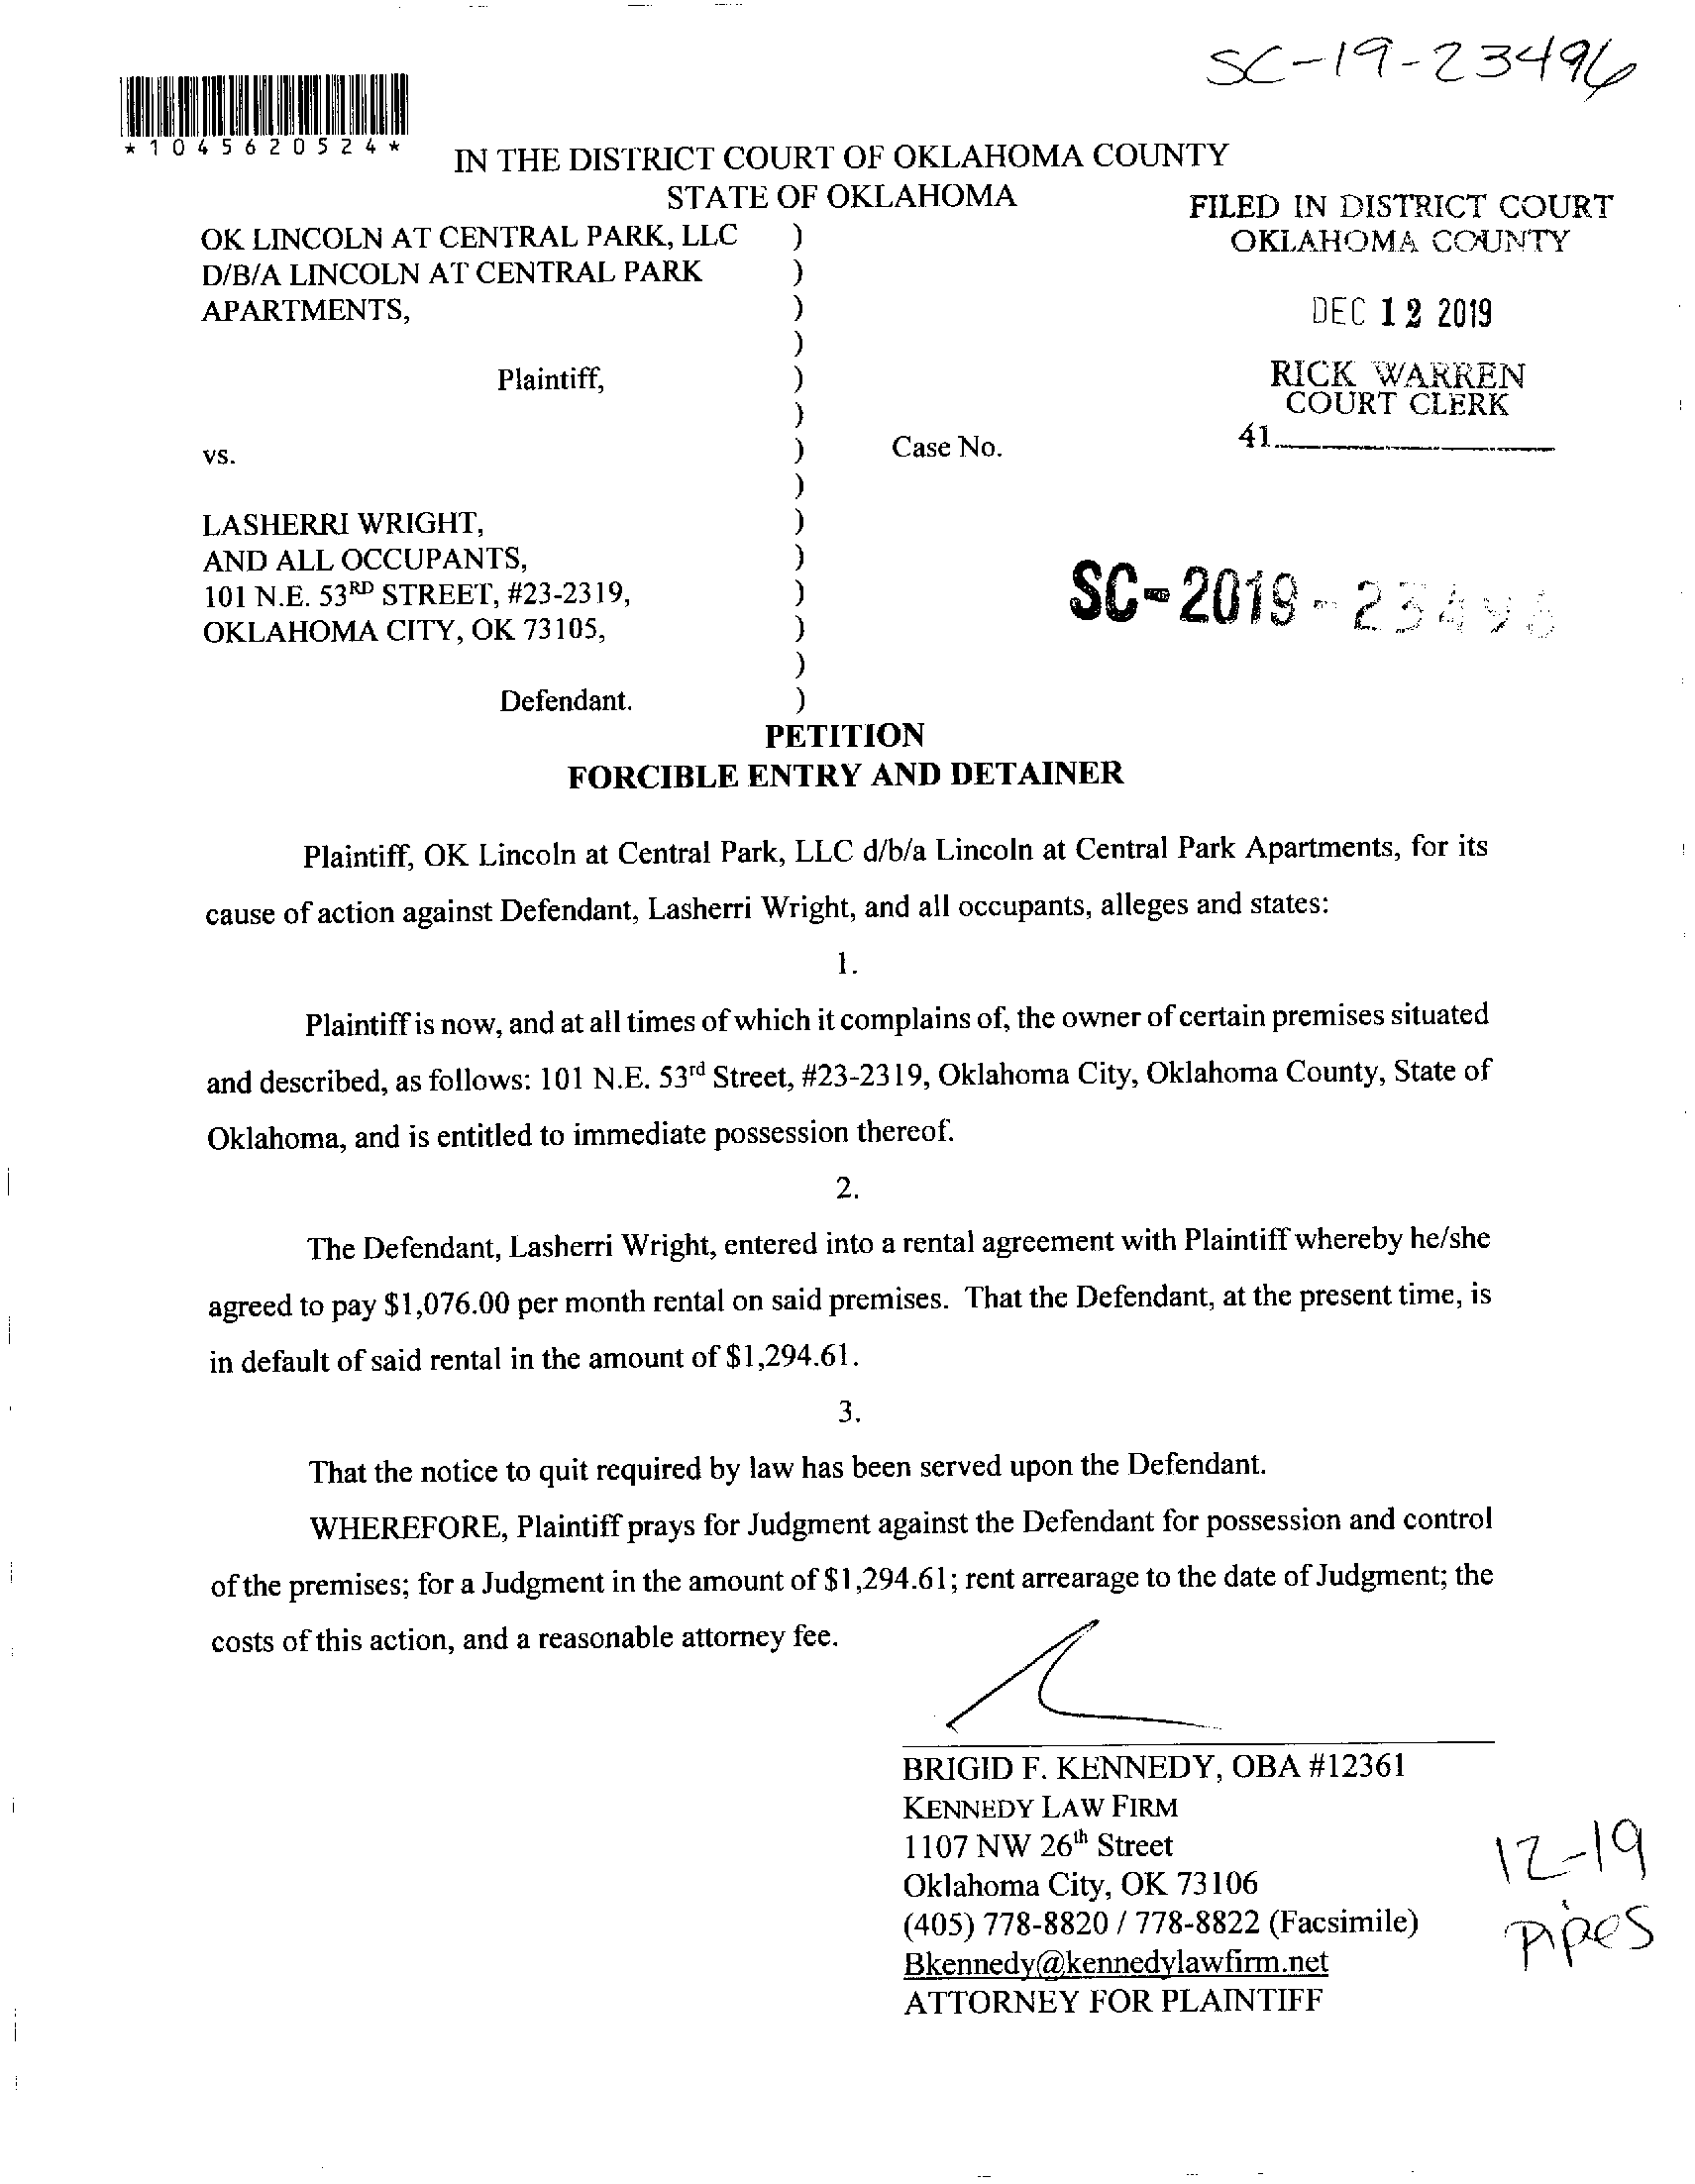 SC-19-23496
*1045620524*
IN THE DISTRICT COURT OF OKLAHOMA COUNTY
STATE OF OKLAHOMA
FILED IN DISTRICT COURT
OKLAHOMA COUNTY
DEC 12 2019
RICK WARREN
COURT CLERK
41
OK LINCOLN AT CENTRAL PARK, LLC )
D/B/A LINCOLN AT CENTRAL PARK )
APARTMENTS, )
)
Plaintiff, )
)
vs. ) Case No.
)
LASHERRI WRIGHT, )
AND ALL OCCUPANTS, )
101 N.E. 53RD STREET, #23-2319, )
OKLAHOMA CITY, OK 73105, )
)
Defendant. )
SC-2019-23496
PETITION
FORCIBLE ENTRY AND DETAINER
Plaintiff, OK Lincoln at Central Park, LLC d/b/a Lincoln at Central Park Apartments, for its
cause of action against Defendant, Lasherri Wright, and all occupants, alleges and states:
1.
Plaintiff is now, and at all times of which it complains of, the owner of certain premises situated
and described, as follows: 101 N.E. 53rd Street, #23-2319, Oklahoma City, Oklahoma County, State of
Oklahoma, and is entitled to immediate possession thereof.
2.
The Defendant, Lasherri Wright, entered into a rental agreement with Plaintiff whereby he/she
agreed to pay $1,076.00 per month rental on said premises. That the Defendant, at the present time, is
in default of said rental in the amount of $1,294.61.
3.
That the notice to quit required by law has been served upon the Defendant.
WHEREFORE, Plaintiff prays for Judgment against the Defendant for possession and control
of the premises; for a Judgment in the amount of $1,294.61; rent arrearage to the date of Judgment; the
costs of this action, and a reasonable attorney fee.
BRIGID F. KENNEDY, OBA #12361
KENNEDY LAW FIRM
1107 NW 26th Street
Oklahoma City, OK 73106
(405) 778-8820 / 778-8822 (Facsimile)
Bkennedy@kennedylawfirm.net
ATTORNEY FOR PLAINTIFF
12-19
Pipes